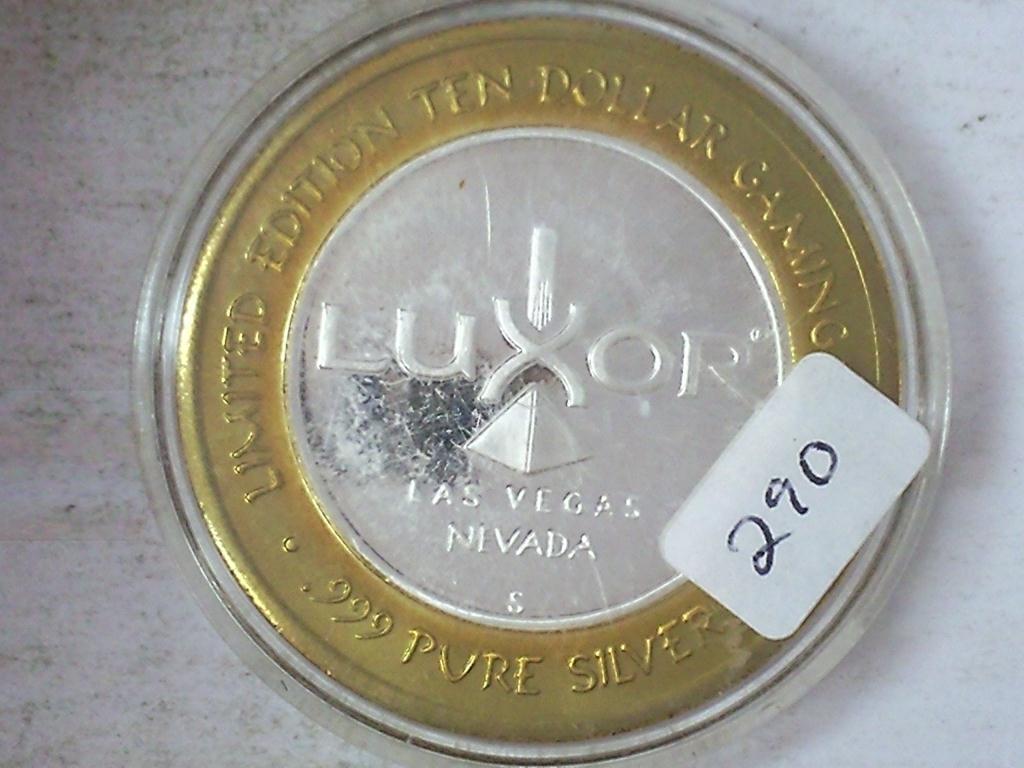 LIMITED EDITION TEN DOLLAR GAMING
LUXOR
LAS VEGAS
NEVADA
S
. .999 PURE SILVER
290